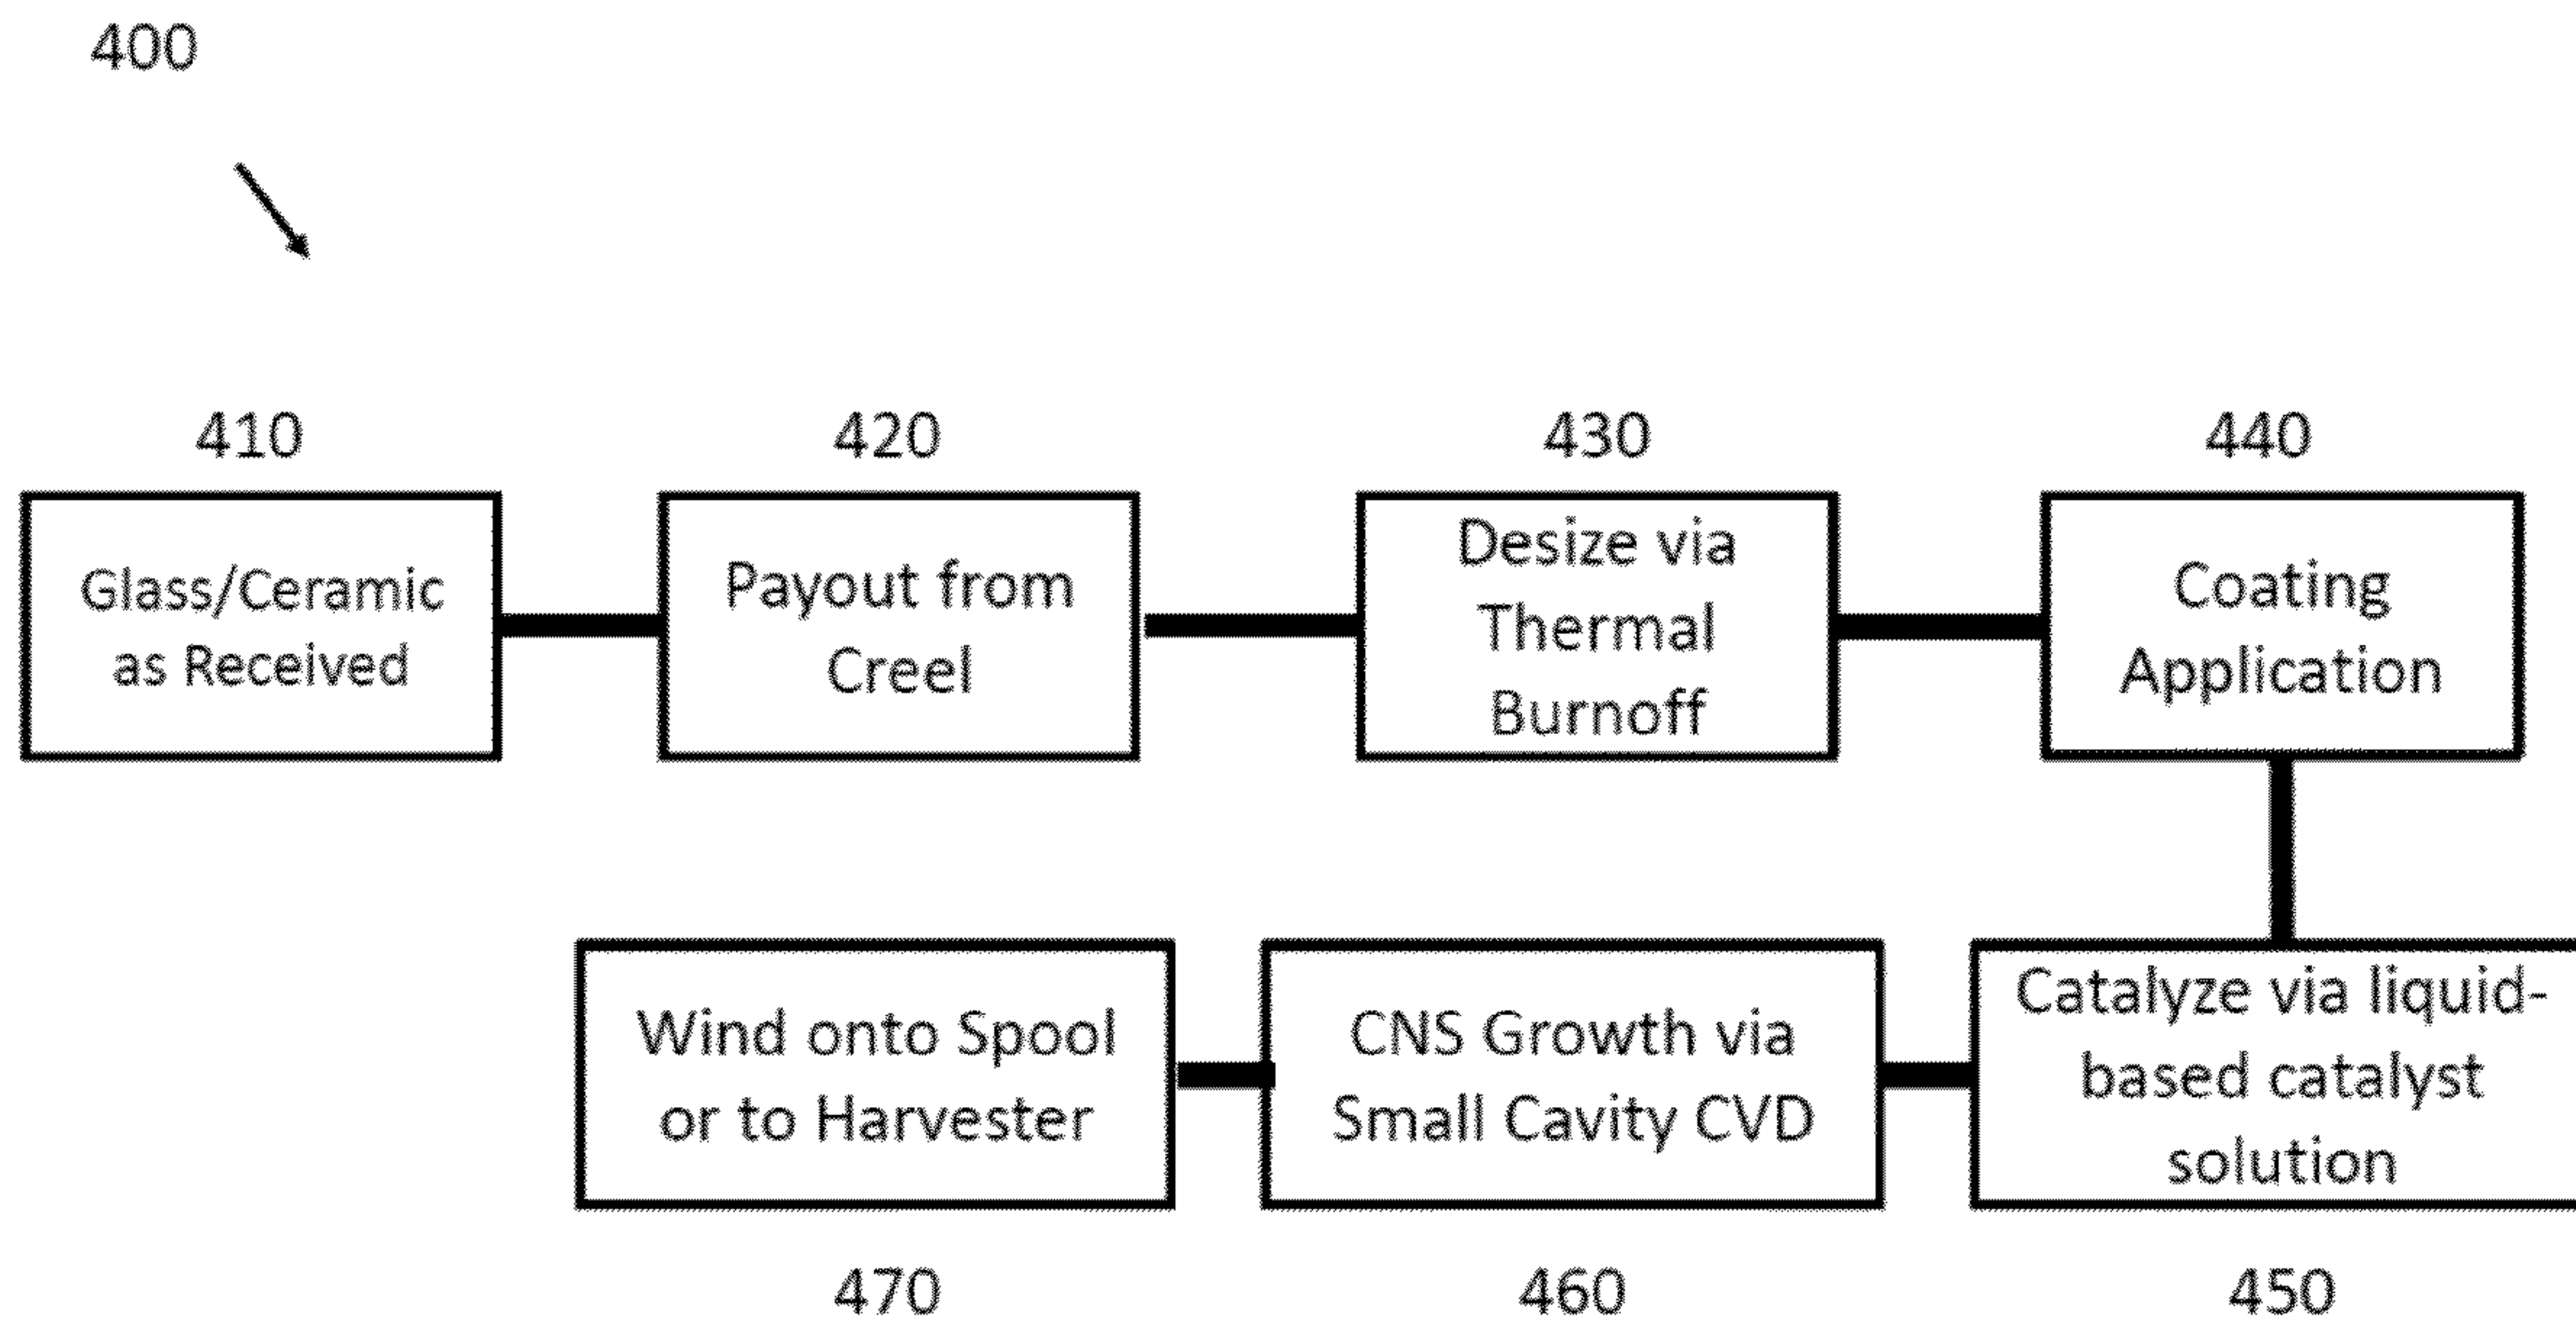 400
410
Glass/Ceramic
as Received
420
Payout from
Creel
430
Desize via
Thermal
Burnoff
440
Coating
Application
Catalyze via liquid-
based catalyst
solution
450
CNS Growth via
Small Cavity CVD
460
Wind onto Spool
or to Harvester
470